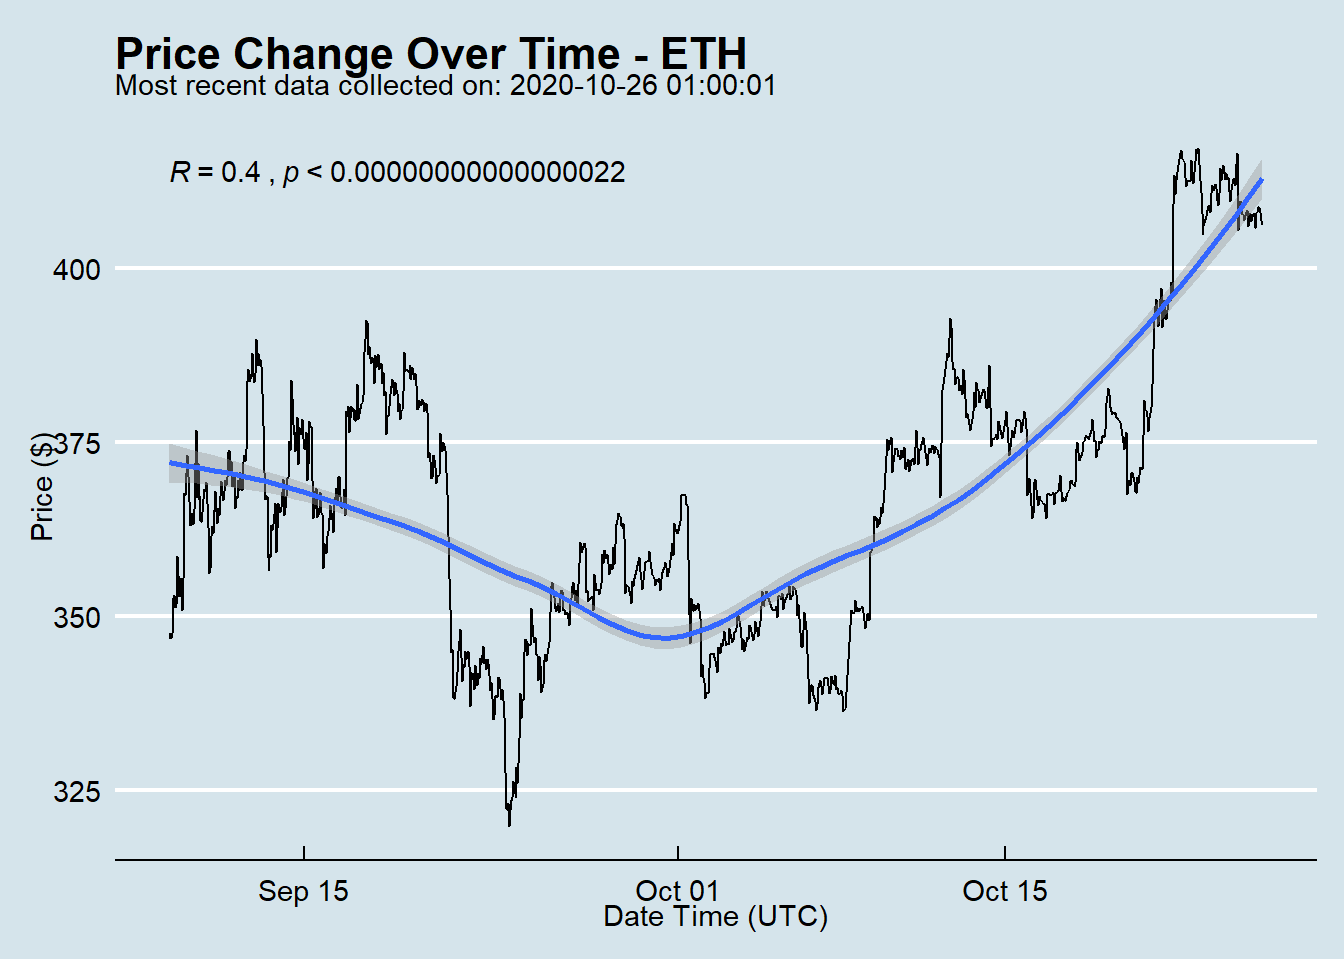 Price Change Over Time - ETH
Most recent data collected on: 2020-10-26 01:00:01
R = 0.4 , p < 0.00000000000000022
400
375
350
325
Price ($)
Sep 15
Oct 01
Oct 15
Date Time (UTC)